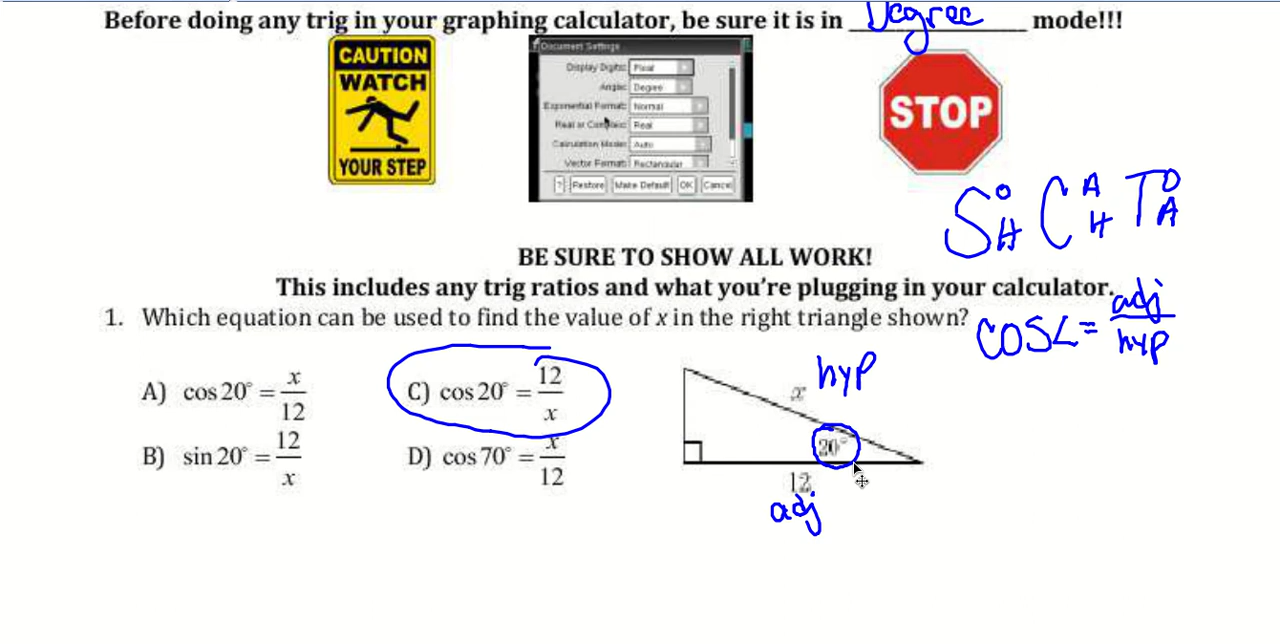 Before doing any trig in your graphing calculator, be sure it is in Degree mode!!!
CAUTION
WATCH
YOUR STEP
Document Settings
Display Digits: Float
Angle: Degree
Exponential Format: Normal
Real or Complex: Real
Calculation Mode: Auto
Vector Format: Rectangular
? Restore Make Default OK Cancel
STOP
S O H C A H T O A
BE SURE TO SHOW ALL WORK!
This includes any trig ratios and what you're plugging in your calculator.
1. Which equation can be used to find the value of x in the right triangle shown?
cos∠ = adj/hyp
A) cos 20° = x/12
C) cos 20° = 12/x
B) sin 20° = 12/x
D) cos 70° = x/12
x hyp
20°
12
adj